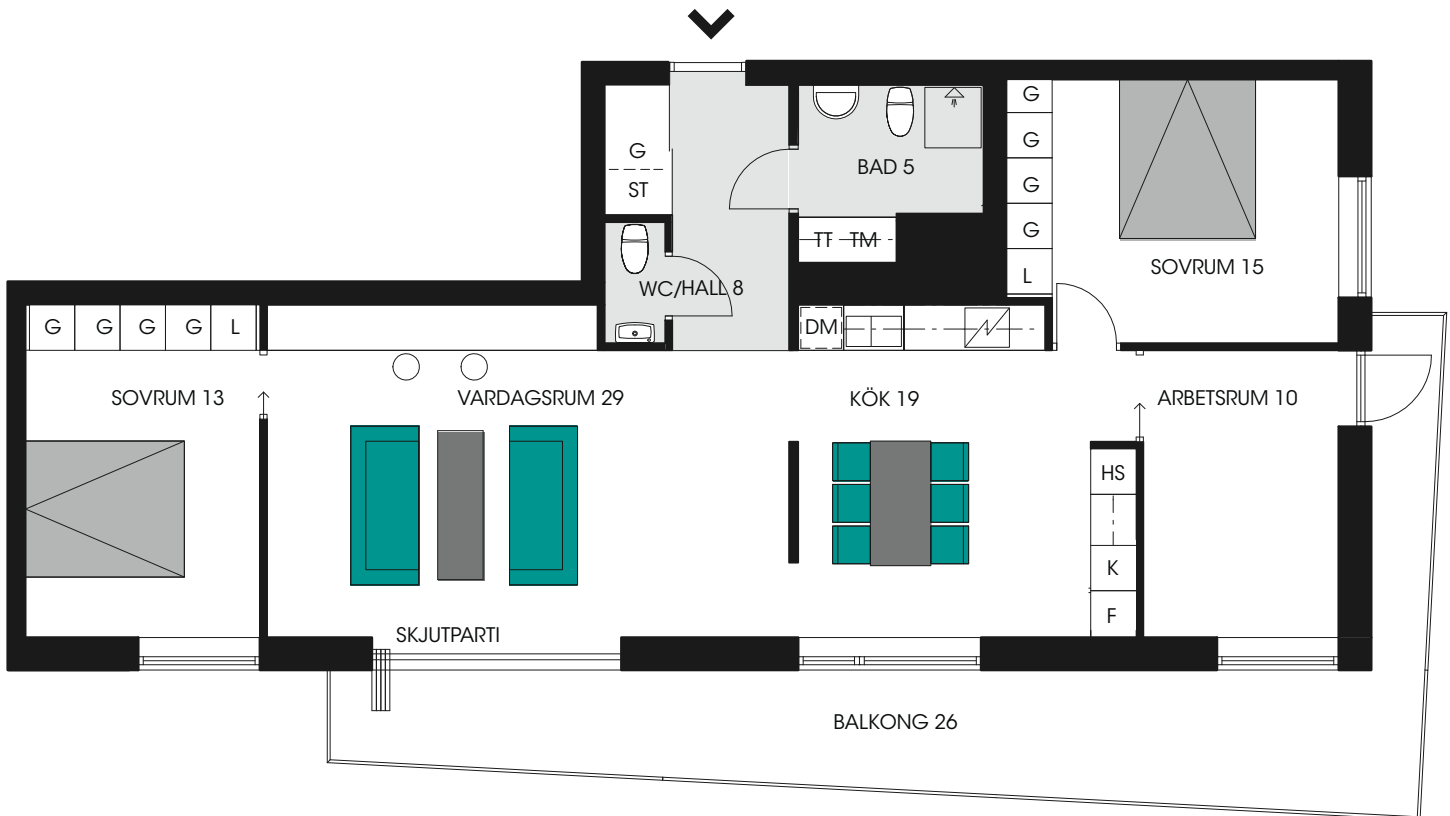 G
ST
BAD 5
TT TM
WC/HALL 8
G
G
G
G
L
SOVRUM 15
G G G G L
DM
SOVRUM 13
VARDAGSRUM 29
KÖK 19
ARBETSRUM 10
HS
K
F
SKJUTPARTI
BALKONG 26